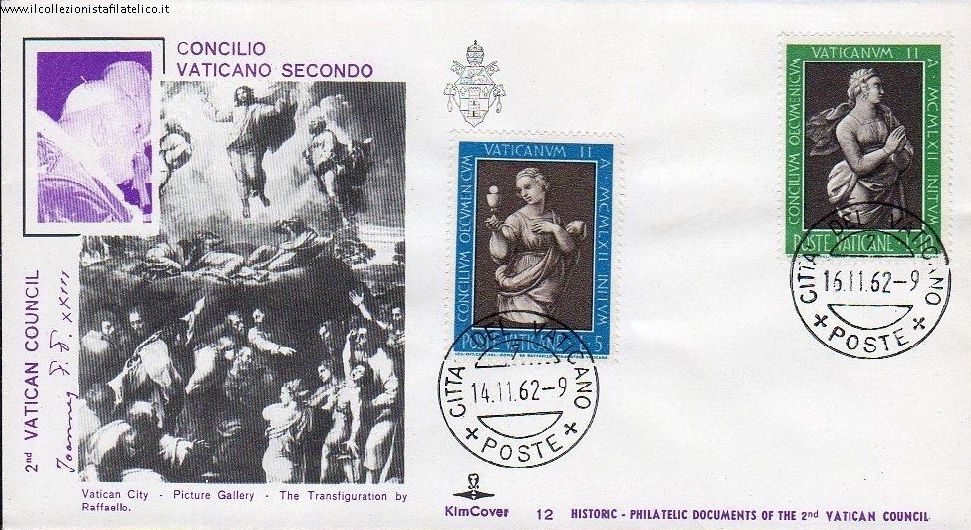 www.ilcollezionistafilatelico.it
CONCILIO
VATICANO SECONDO
2nd VATICAN COUNCIL
Joannes P.P. XXIII
Vatican City - Picture Gallery - The Transfiguration by
Raffaello.
CONCILIVM OECVMENICVM
VATICANVM II
A · MCMLXII INITVM
POSTE VATICANE
L.5
CITTA DEL VATICANO
14.11.62-9
POSTE
CONCILIVM OECVMENICVM
VATICANVM II
A · MCMLXII INITVM
POSTE VATICANE
CITTA DEL VATICANO
16.11.62-9
POSTE
KimCover 12 HISTORIC - PHILATELIC DOCUMENTS OF THE 2nd VATICAN COUNCIL